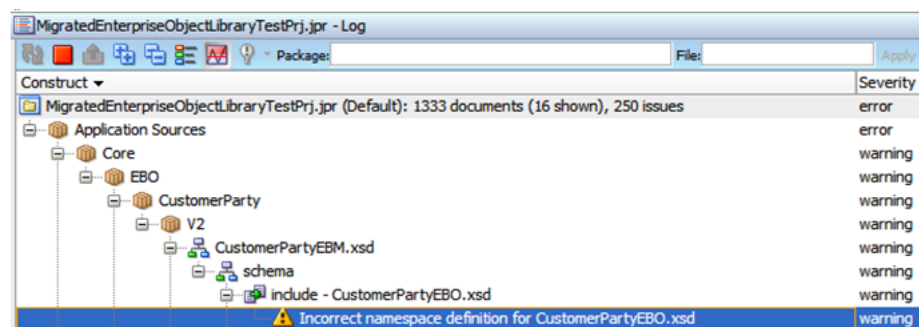 MigratedEnterpriseObjectLibraryTestPrj.jpr - Log
Package: File: Apply
Construct Severity
MigratedEnterpriseObjectLibraryTestPrj.jpr (Default): 1333 documents (16 shown), 250 issues error
Application Sources error
Core warning
EBO warning
CustomerParty warning
V2 warning
CustomerPartyEBM.xsd warning
schema warning
include - CustomerPartyEBO.xsd warning
Incorrect namespace definition for CustomerPartyEBO.xsd warning